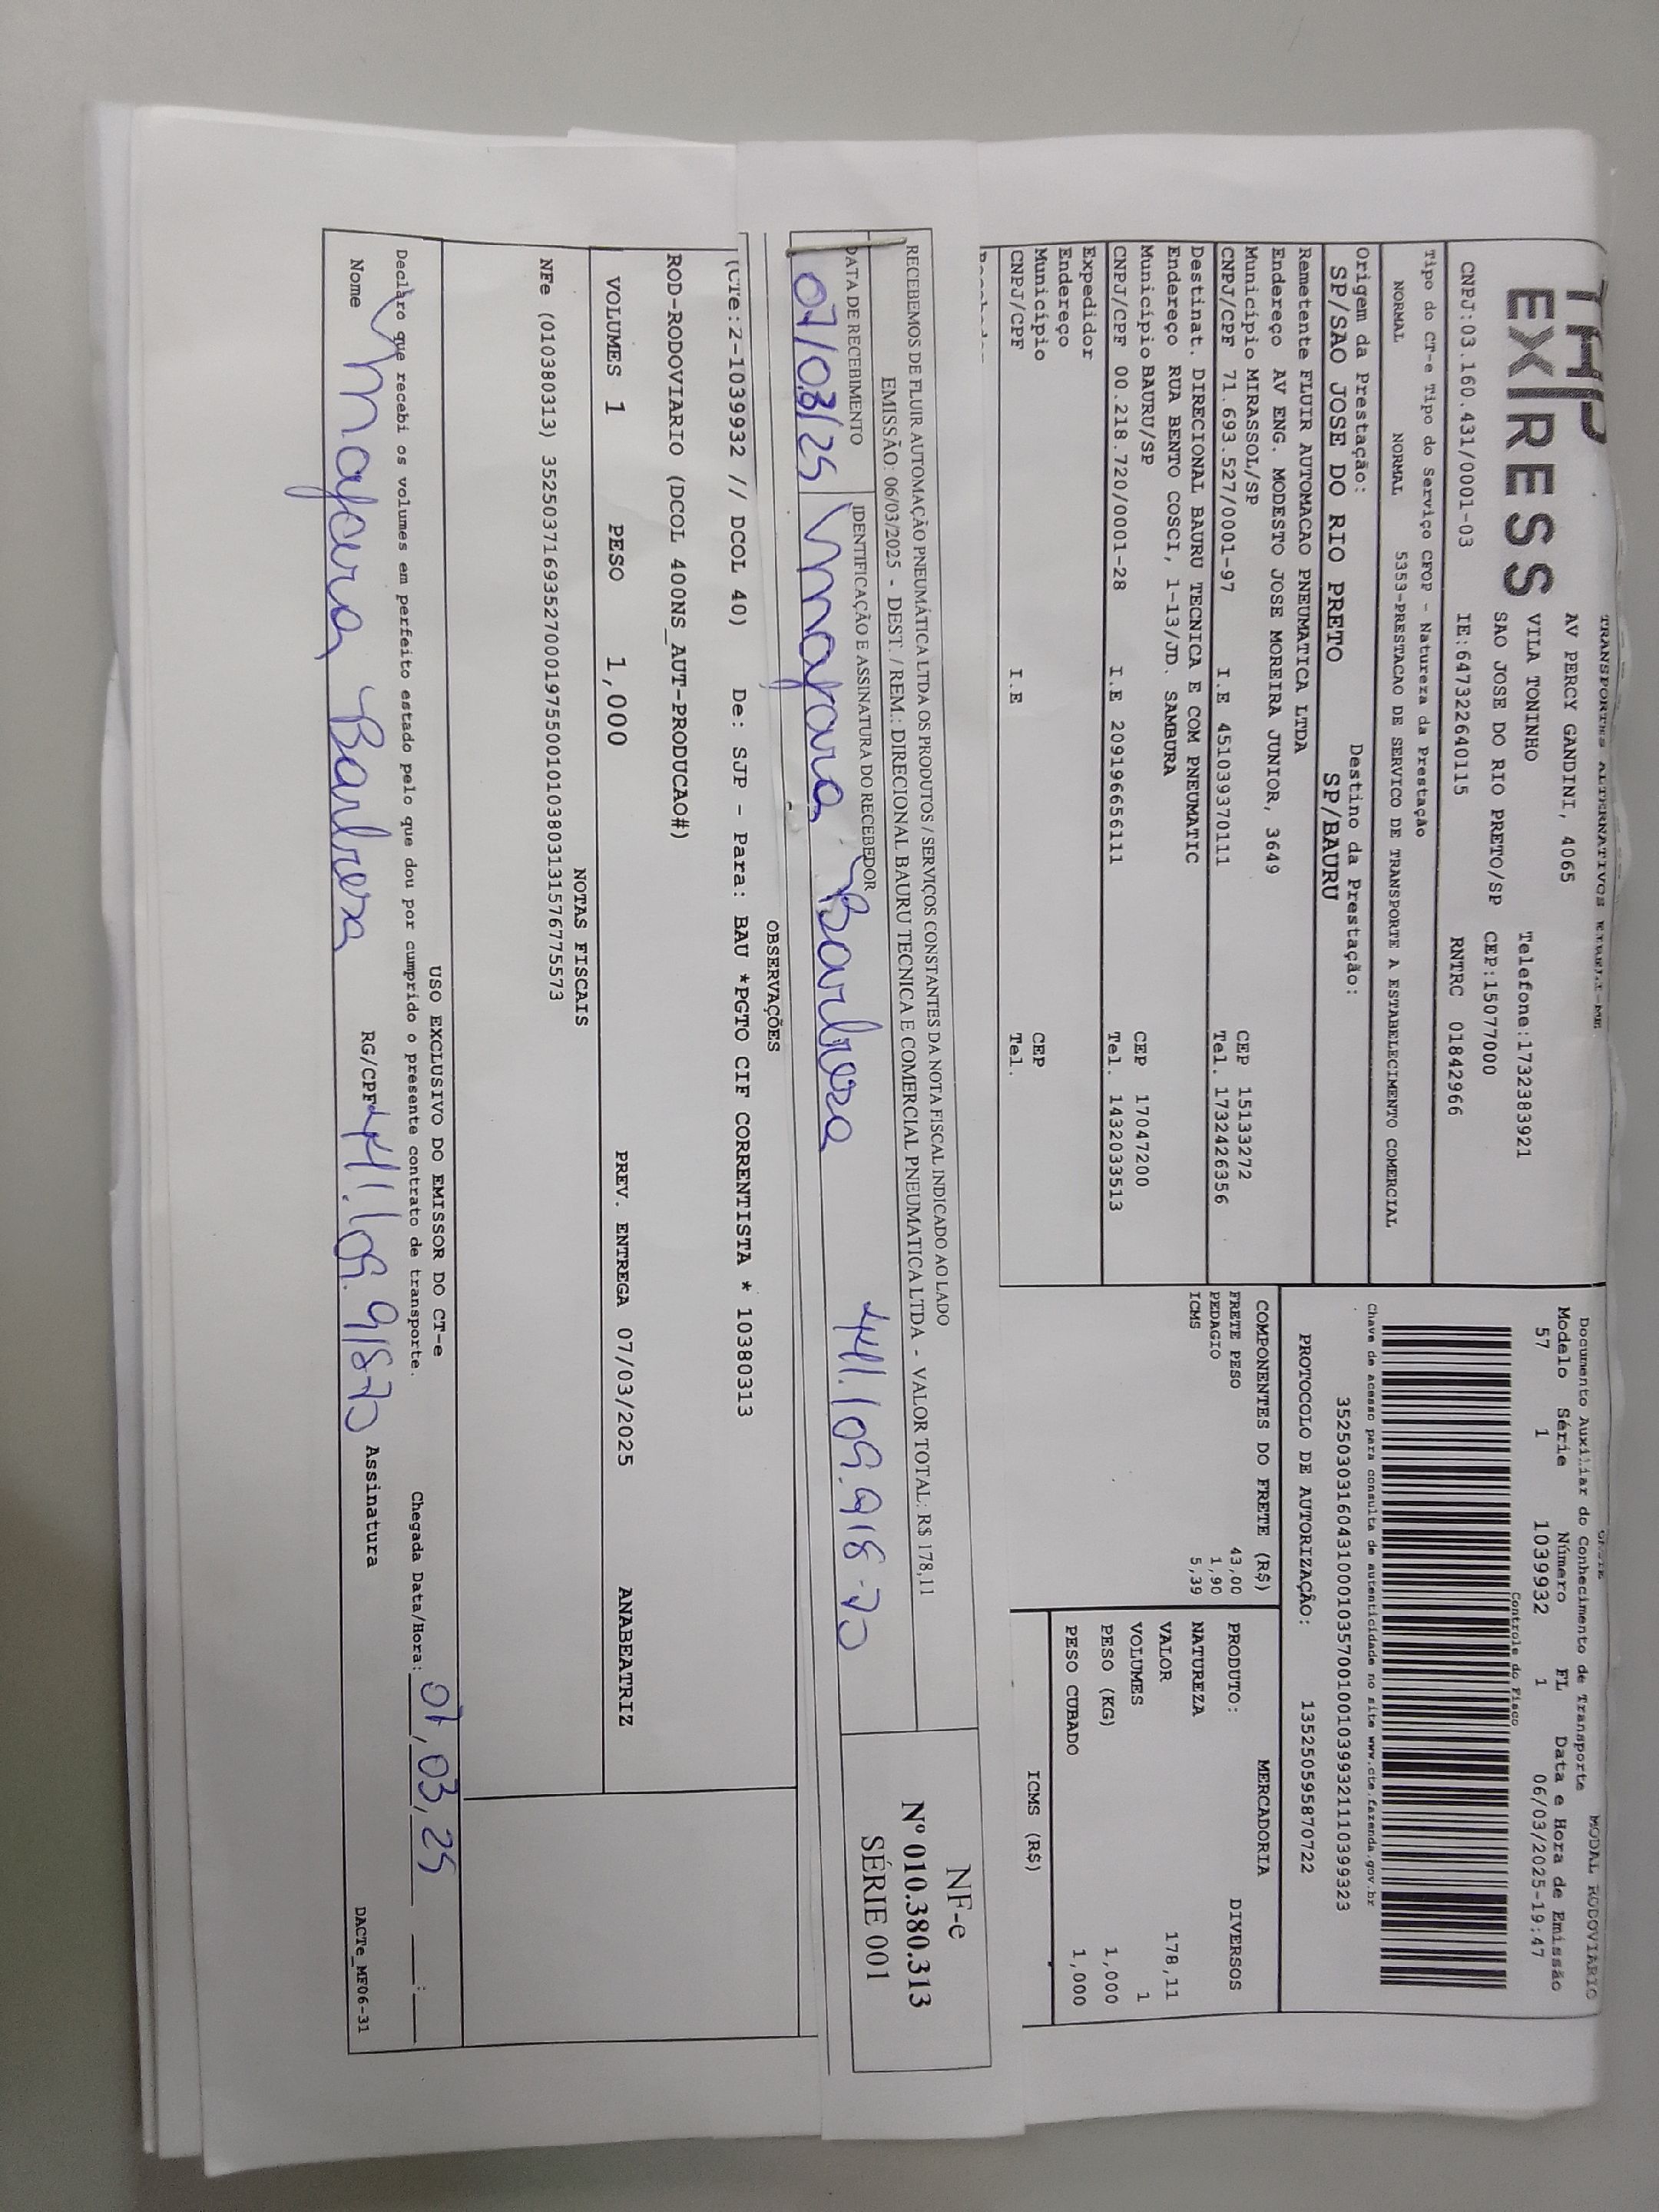 TRANSPORTES ALTERNATIVOS EIRELI-ME
EXPRESS
AV PERCY GANDINI, 4065
VILA TONINHO Telefone:1732383921
SAO JOSE DO RIO PRETO/SP CEP:15077000
CNPJ:03.160.431/0001-03 IE:647322640115 RNTRC 01842966
Tipo do CT-e Tipo do Serviço CFOP - Natureza da Prestação
NORMAL NORMAL 5353-PRESTACAO DE SERVICO DE TRANSPORTE A ESTABELECIMENTO COMERCIAL
Origem da Prestação: Destino da Prestação:
SP/SAO JOSE DO RIO PRETO SP/BAURU
Remetente FLUIR AUTOMACAO PNEUMATICA LTDA
Endereço AV ENG. MODESTO JOSE MOREIRA JUNIOR, 3649
Município MIRASSOL/SP CEP 15133272
CNPJ/CPF 71.693.527/0001-97 I.E 451039370111 Tel. 1732426356
Destinat. DIRECIONAL BAURU TECNICA E COM PNEUMATIC
Endereço RUA BENTO COSCI, 1-13/JD. SAMBURA
Município BAURU/SP CEP 17047200
CNPJ/CPF 00.218.720/0001-28 I.E 209196656111 Tel. 1432033513
Expedidor
Endereço
Município CEP
CNPJ/CPF I.E Tel.
MODAL RODOVIARIO
Documento Auxiliar do Conhecimento de Transporte
Modelo Série Número FL Data e Hora de Emissão
57 1 1039932 1 06/03/2025-19:47
Controle do Fisco
Chave de acesso para consulta de autenticidade no site www.cte.fazenda.gov.br
35250303160431000103570010010399321110399323
PROTOCOLO DE AUTORIZAÇÃO: 135250595870722
COMPONENTES DO FRETE (R$)
FRETE PESO 43,00
PEDAGIO 1,90
ICMS 5,39
MERCADORIA
PRODUTO: DIVERSOS
NATUREZA
VALOR 178,11
VOLUMES 1
PESO (KG) 1,000
PESO CUBADO 1,000
ICMS (R$)
RECEBEMOS DE FLUIR AUTOMAÇÃO PNEUMÁTICA LTDA OS PRODUTOS / SERVIÇOS CONSTANTES DA NOTA FISCAL INDICADO AO LADO
EMISSÃO: 06/03/2025 - DEST. / REM.: DIRECIONAL BAURU TECNICA E COMERCIAL PNEUMATICA LTDA - VALOR TOTAL: R$ 178,11
DATA DE RECEBIMENTO IDENTIFICAÇÃO E ASSINATURA DO RECEBEDOR
07/03/25 Mayara Barbosa 441.109.918-70
NF-e
Nº 010.380.313
SÉRIE 001
OBSERVAÇÕES
(CTe:2-1039932 // DCOL 40) De: SJP - Para: BAU *PGTO CIF CORRENTISTA * 10380313
ROD-RODOVIARIO (DCOL 400NS_AUT-PRODUCAO#)
VOLUMES 1 PESO 1,000 PREV. ENTREGA 07/03/2025 ANABEATRIZ
NOTAS FISCAIS
NFe (010380313) 35250371693527000197550010103803131576775573
USO EXCLUSIVO DO EMISSOR DO CT-e
Declaro que recebi os volumes em perfeito estado pelo que dou por cumprido o presente contrato de transporte. Chegada Data/Hora: 07/03/25 :
Nome Mayara Barbosa RG/CPF 441.109.918-70 Assinatura
DACTe_MF06-31